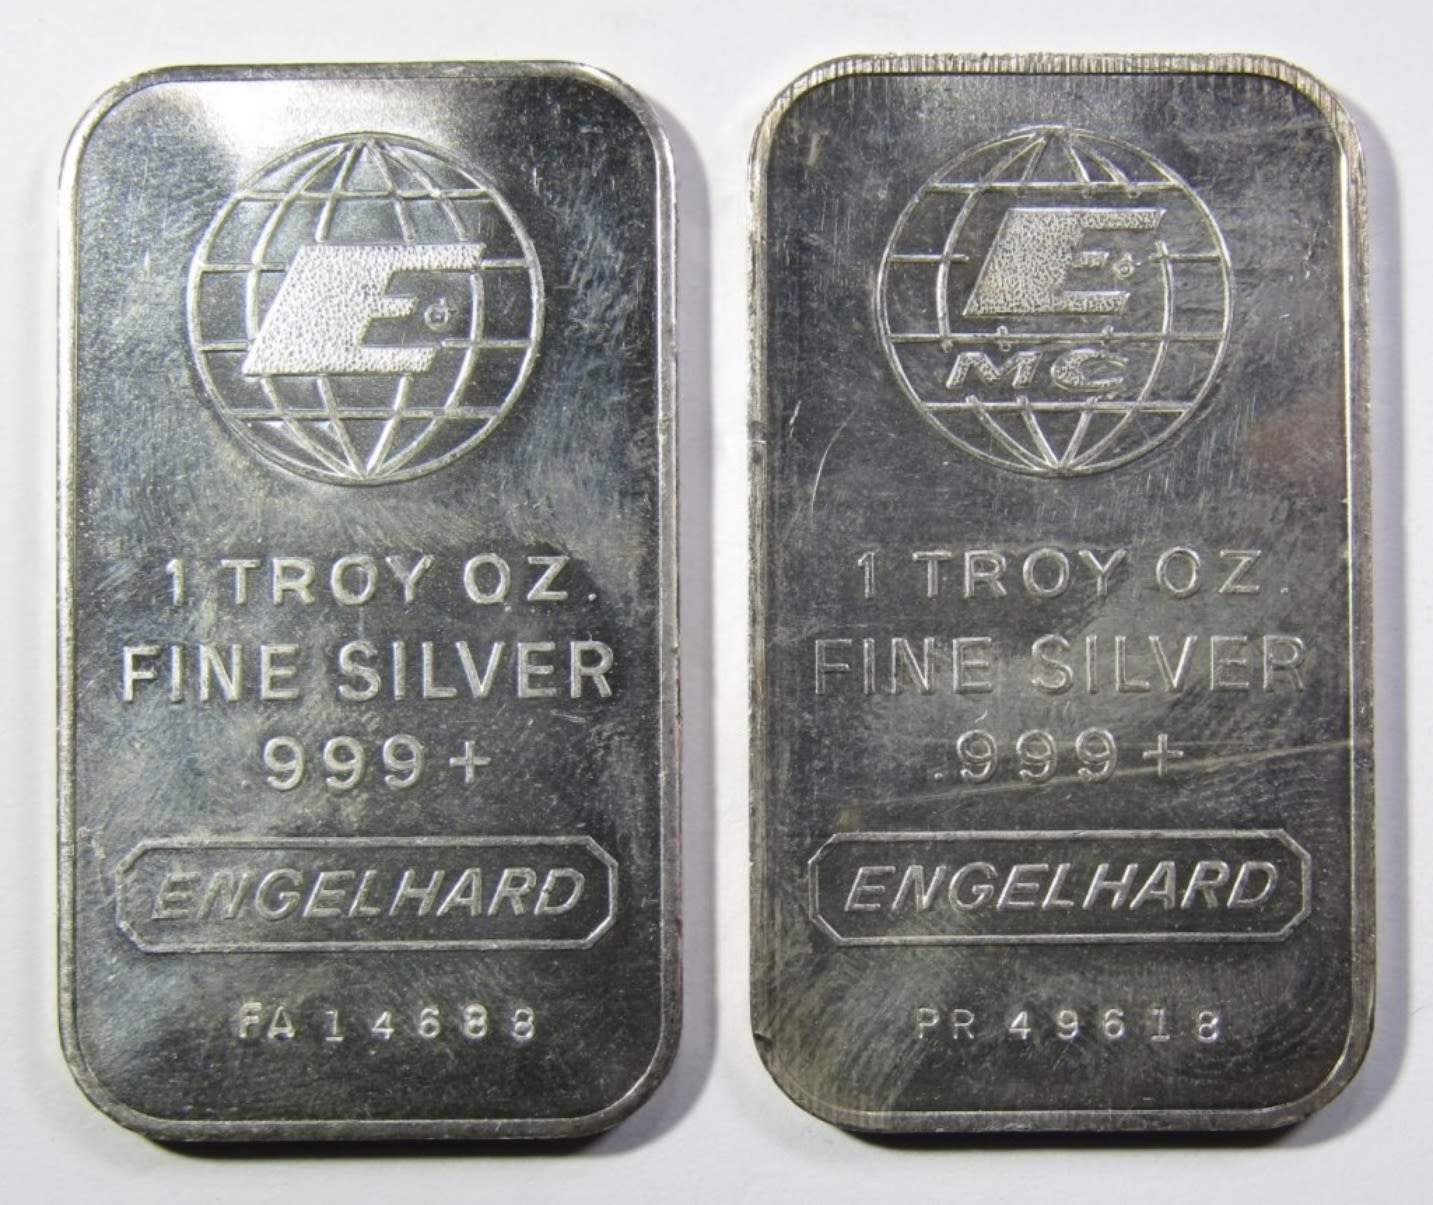 E
1 TROY OZ.
FINE SILVER
.999+
ENGELHARD
FA 14688
E
MC
1 TROY OZ.
FINE SILVER
.999+
ENGELHARD
PR 49618